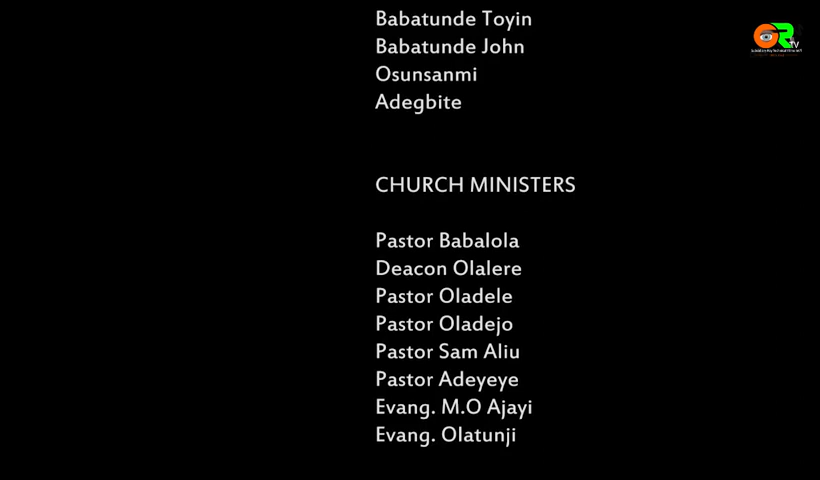 Babatunde Toyin
Babatunde John
Osunsanmi
Adegbite
CHURCH MINISTERS
Pastor Babalola
Deacon Olalere
Pastor Oladele
Pastor Oladejo
Pastor Sam Aliu
Pastor Adeyeye
Evang. M.O Ajayi
Evang. Olatunji
GRTV